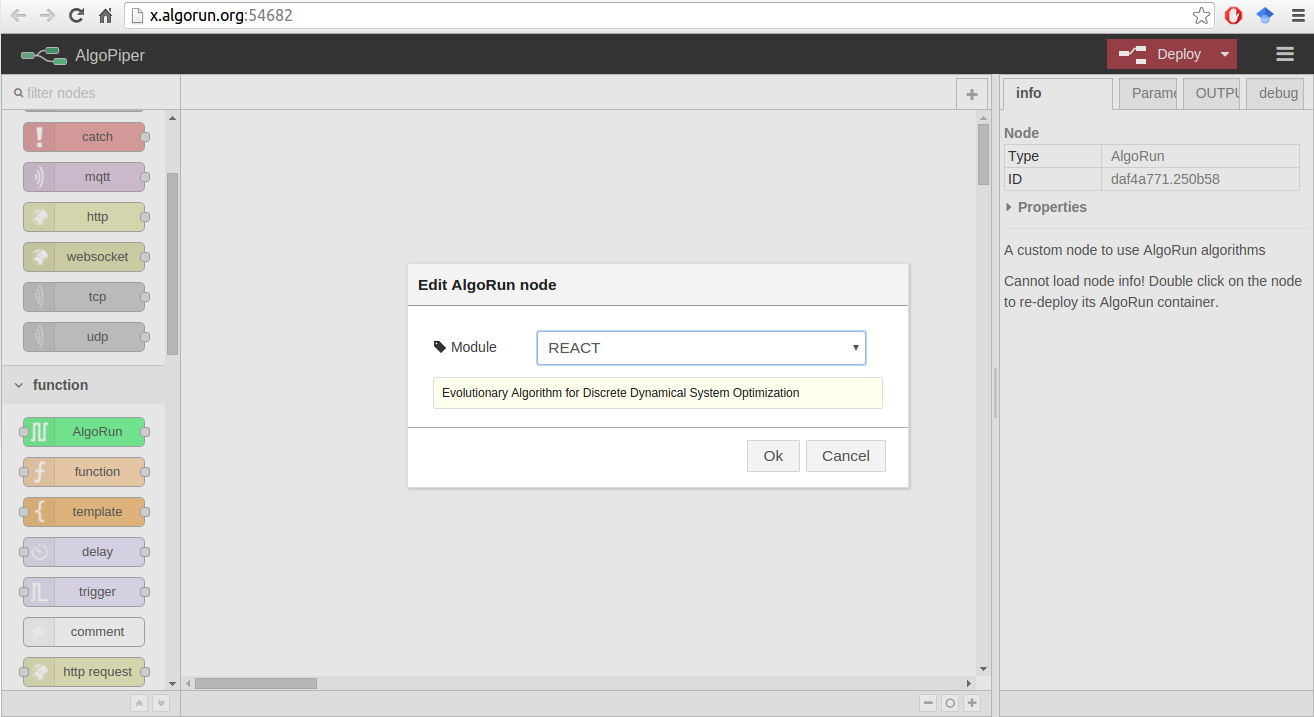 x.algorun.org:54682
AlgoPiper
Deploy
filter nodes
catch
mqtt
http
websocket
tcp
udp
function
AlgoRun
function
template
delay
trigger
comment
http request
Edit AlgoRun node
Module
REACT
Evolutionary Algorithm for Discrete Dynamical System Optimization
Ok
Cancel
info
Parame
OUTPU
debug
Node
Type
AlgoRun
ID
daf4a771.250b58
Properties
A custom node to use AlgoRun algorithms
Cannot load node info! Double click on the node
to re-deploy its AlgoRun container.